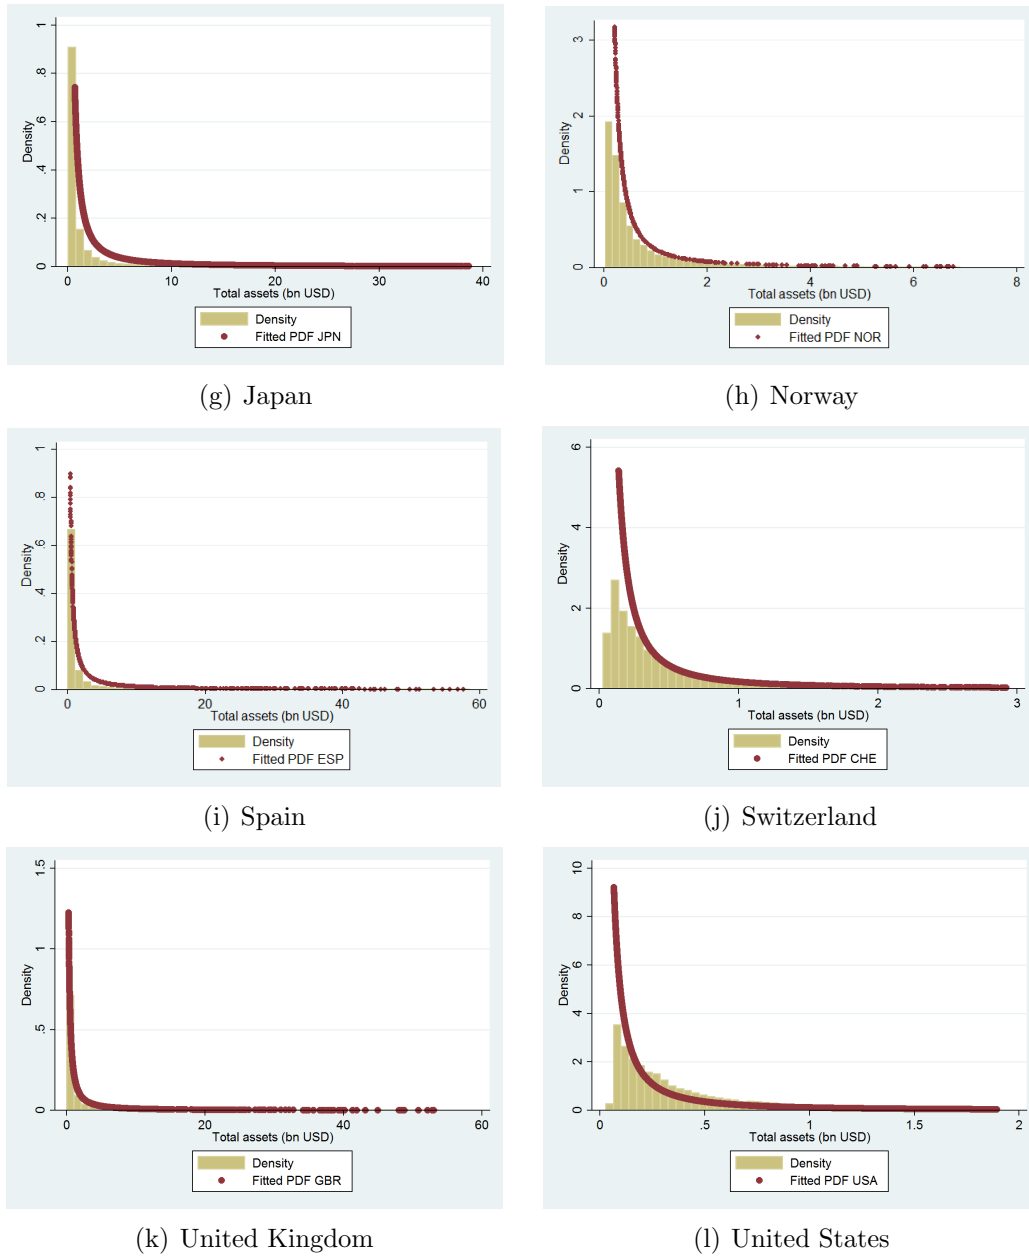 1
.8
.6
.4
.2
0
Density
0 10 20 30 40
Total assets (bn USD)
Density
Fitted PDF JPN
(g) Japan
3
2
1
0
Density
0 2 4 6 8
Total assets (bn USD)
Density
Fitted PDF NOR
(h) Norway
1
.8
.6
.4
.2
0
Density
0 20 40 60
Total assets (bn USD)
Density
Fitted PDF ESP
(i) Spain
6
4
2
0
Density
0 1 2 3
Total assets (bn USD)
Density
Fitted PDF CHE
(j) Switzerland
1.5
1
.5
0
Density
0 20 40 60
Total assets (bn USD)
Density
Fitted PDF GBR
(k) United Kingdom
10
8
6
4
2
0
Density
0 .5 1 1.5 2
Total assets (bn USD)
Density
Fitted PDF USA
(l) United States